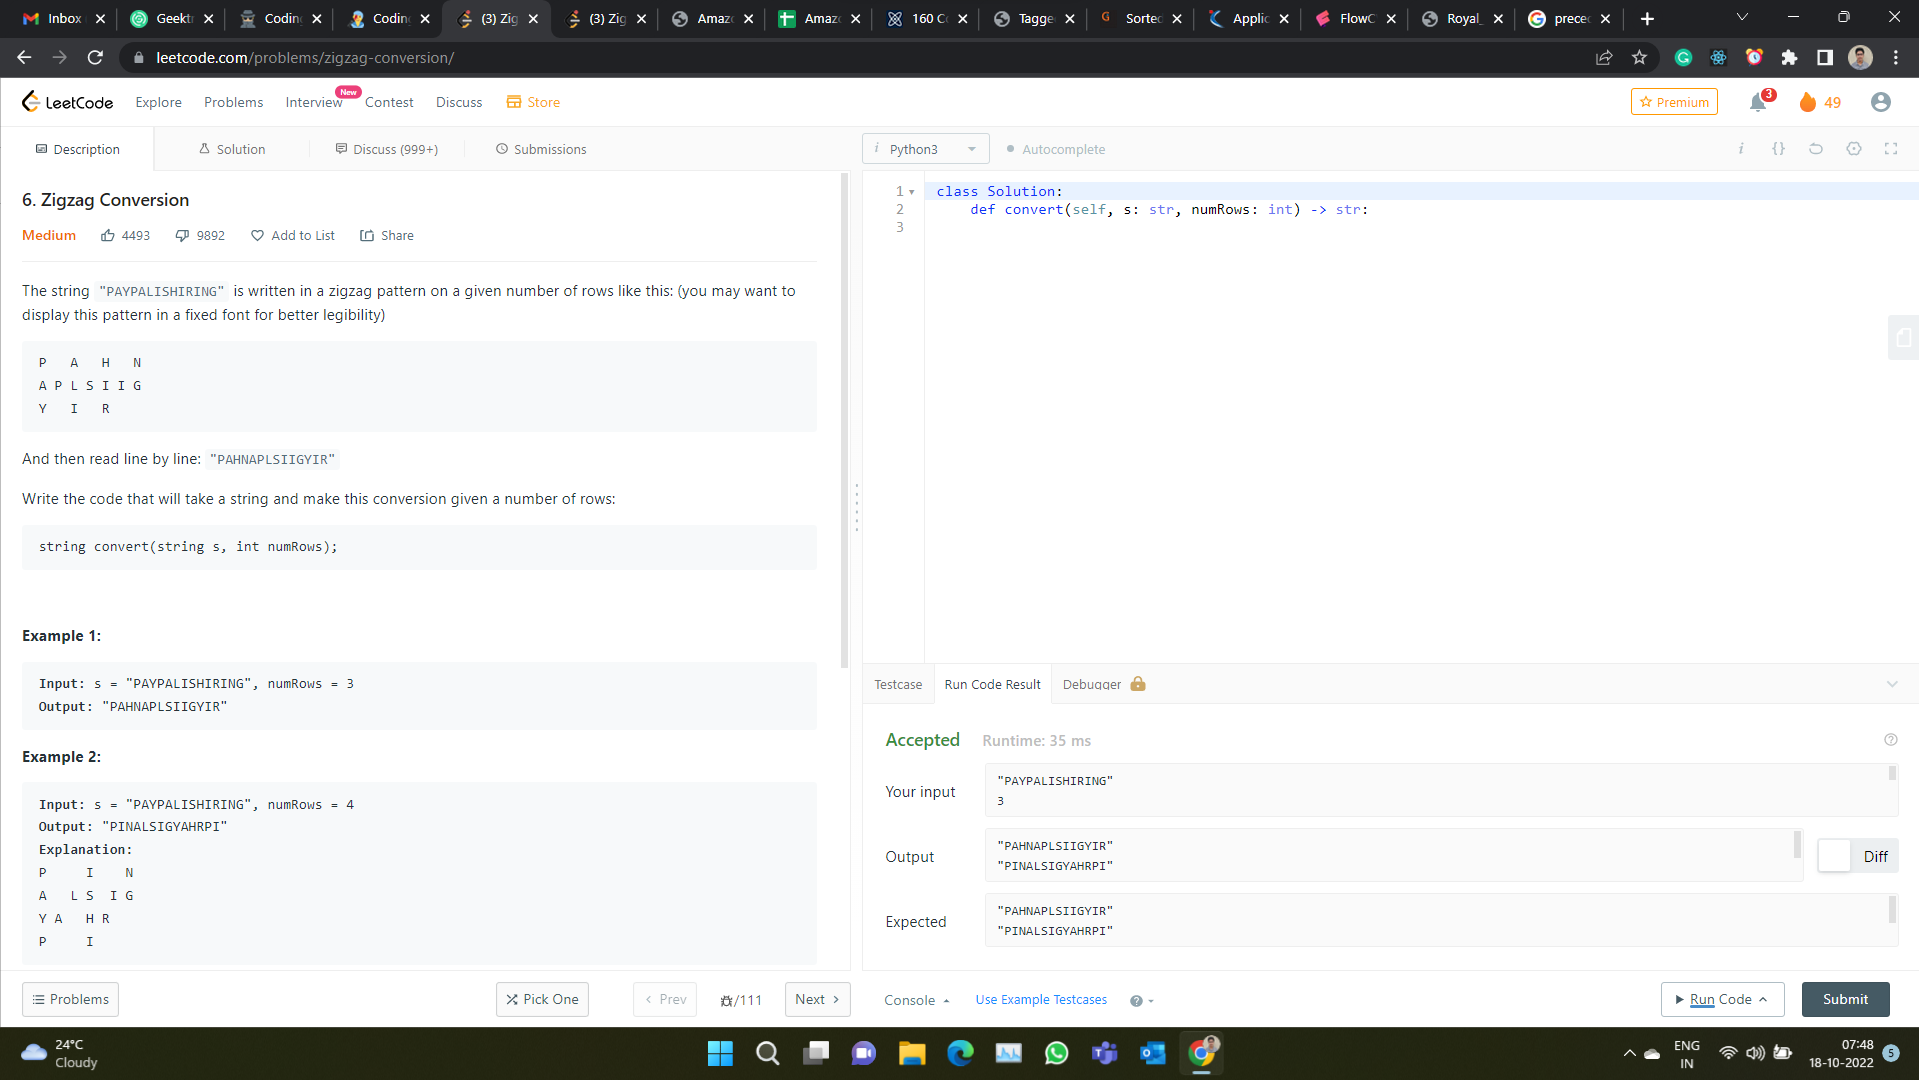 Inbox
Geekt
Coding
Coding
(3) Zig
(3) Zig
Amazo
Amazo
160 Co
Tagge
G Sorted
Applic
FlowC
Royal_
G prece
leetcode.com/problems/zigzag-conversion/
LeetCode Explore Problems Interview New Contest Discuss Store Premium 3 49
Description Solution Discuss (999+) Submissions
6. Zigzag Conversion
Medium 4493 9892 Add to List Share
The string "PAYPALISHIRING" is written in a zigzag pattern on a given number of rows like this: (you may want to
display this pattern in a fixed font for better legibility)
P   A   H   N
A P L S I I G
Y   I   R
And then read line by line: "PAHNAPLSIIGYIR"
Write the code that will take a string and make this conversion given a number of rows:
string convert(string s, int numRows);
Example 1:
Input: s = "PAYPALISHIRING", numRows = 3
Output: "PAHNAPLSIIGYIR"
Example 2:
Input: s = "PAYPALISHIRING", numRows = 4
Output: "PINALSIGYAHRPI"
Explanation:
P     I    N
A   L S  I G
Y A   H R
P     I
Problems Pick One Prev /111 Next
i Python3 Autocomplete i {}
1 class Solution:
2     def convert(self, s: str, numRows: int) -> str:
3
Testcase Run Code Result Debugger
Accepted Runtime: 35 ms
Your input
"PAYPALISHIRING"
3
Output
"PAHNAPLSIIGYIR"
"PINALSIGYAHRPI"
Diff
Expected
"PAHNAPLSIIGYIR"
"PINALSIGYAHRPI"
Console Use Example Testcases Run Code Submit
24°C
Cloudy
ENG
IN
07:48
18-10-2022
5